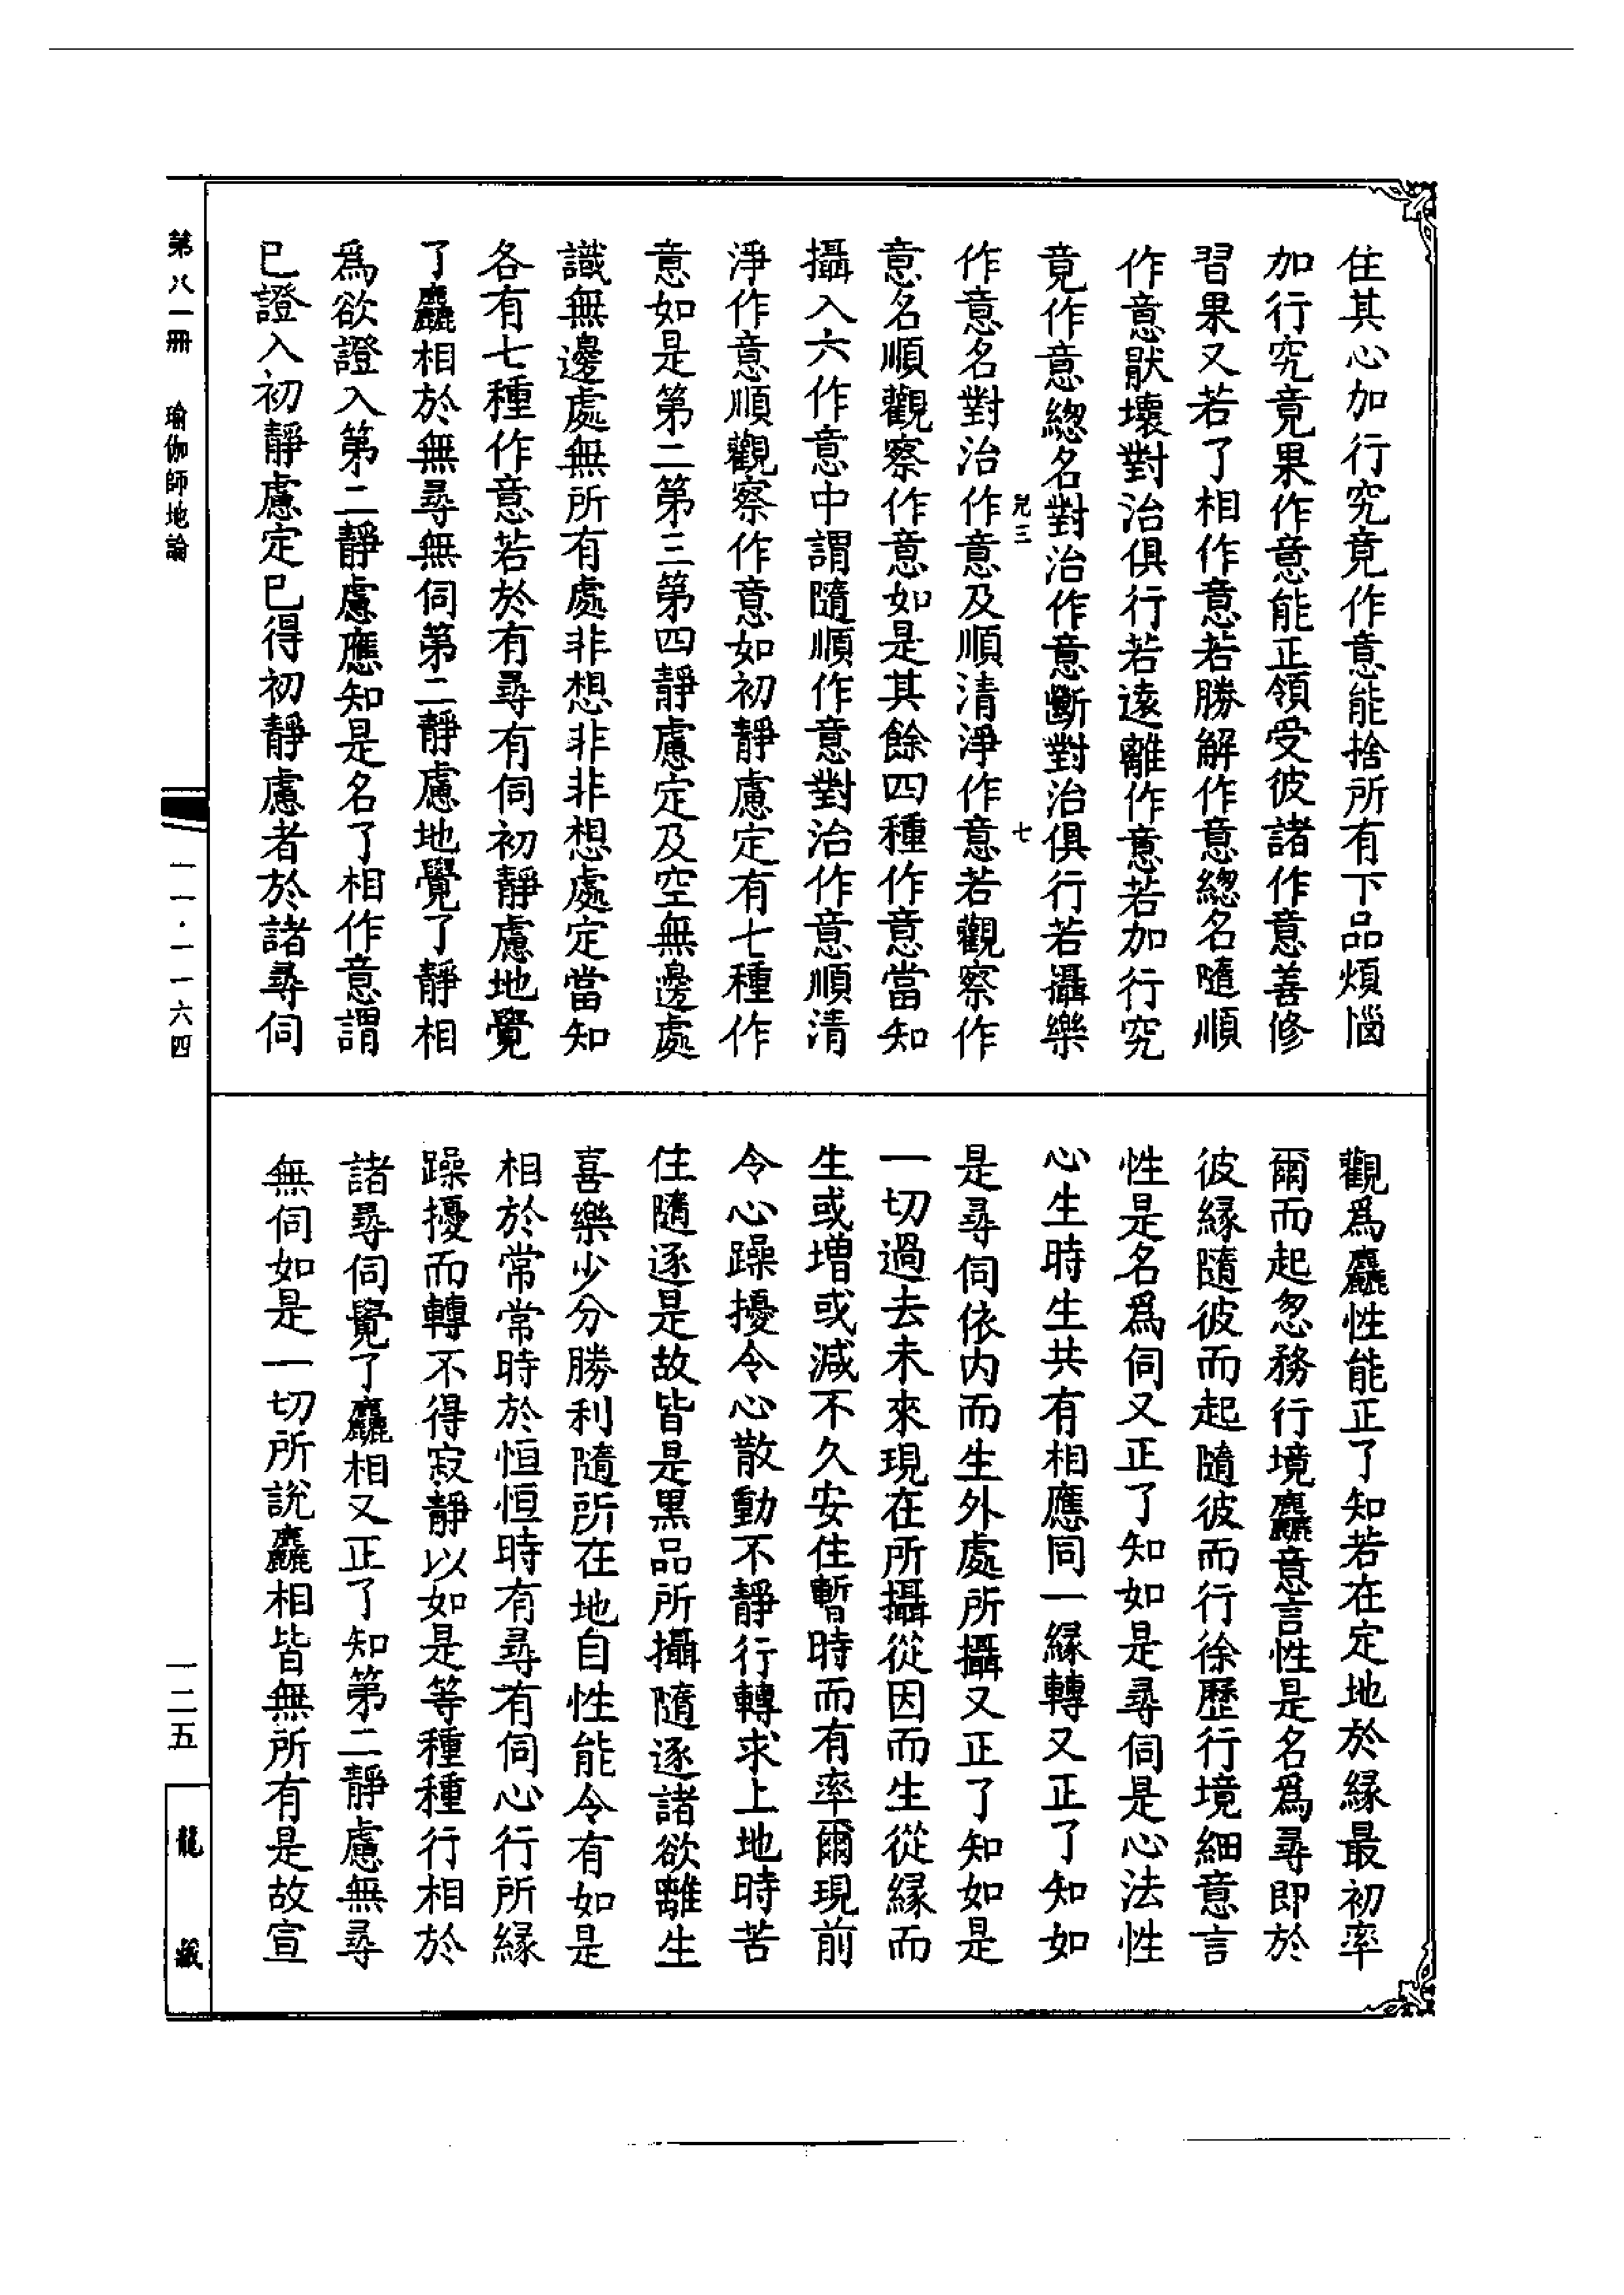 住其心加行究竟作意能捨所有下品煩惱
加行究竟果作意能正領受彼諸作意善修
習果又若了相作意若勝解作意緫名隨順
作意猒壞對治俱行若遠離作意若加行究
竟作意緫名對治作意斷對治俱行若攝樂
作意名對治作意及順清淨作意若觀察作
意名順觀察作意如是其餘四種作意當知
攝入六作意中謂隨順作意對治作意順清
淨作意順觀察作意如初靜慮定有七種作
意如是第二第三第四靜慮定及空無邊處
識無邊處無所有處非想非非想處定當知
各有七種作意若於有尋有伺初靜慮地覺
了麤相於無尋無伺第二靜慮地覺了靜相
爲欲證入第二靜慮應知是名了相作意謂
已證入初靜慮定已得初靜慮者於諸尋伺
觀爲麤性能正了知若在定地於緣最初率
爾而起忽務行境麤意言性是名爲尋即於
彼緣隨彼而起隨彼而行徐歷行境細意言
性是名爲伺又正了知如是尋伺是心法性
心生時生共有相應同一緣轉又正了知如
是尋伺依內而生外處所攝又正了知如是
一切過去未來現在所攝從因而生從緣而
生或增或減不久安住暫時而有率爾現前
令心躁擾令心散動不靜行轉求上地時苦
住隨逐是故皆是黑品所攝隨逐諸欲離生
喜樂少分勝利隨所在地自性能令有如是
相於常常時於恒恒時有尋有伺心行所緣
躁擾而轉不得寂靜以如是等種種行相於
諸尋伺覺了麤相又正了知第二靜慮無尋
無伺如是一切所說麤相皆無所有是故宣
三
七
第八一冊 瑜伽師地論
一一·一一六四
一二五
龍藏